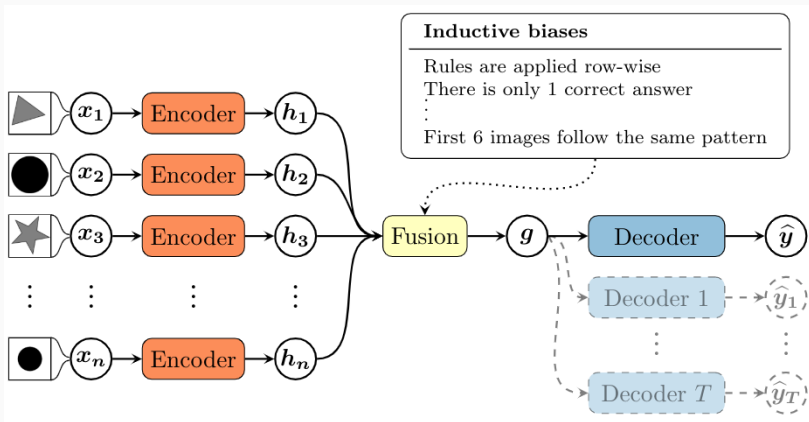 Inductive biases
Rules are applied row-wise
There is only 1 correct answer
⋮
First 6 images follow the same pattern
x₁ Encoder h₁
x₂ Encoder h₂
x₃ Encoder h₃ Fusion g Decoder ŷ
⋮ ⋮ ⋮ ⋮ Decoder 1 ŷ₁
⋮ ⋮
xₙ Encoder hₙ
Decoder T ŷ_T